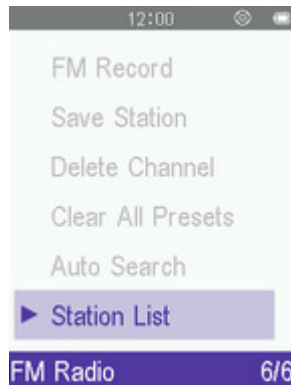 12:00
FM Record
Save Station
Delete Channel
Clear All Presets
Auto Search
Station List
FM Radio 6/6